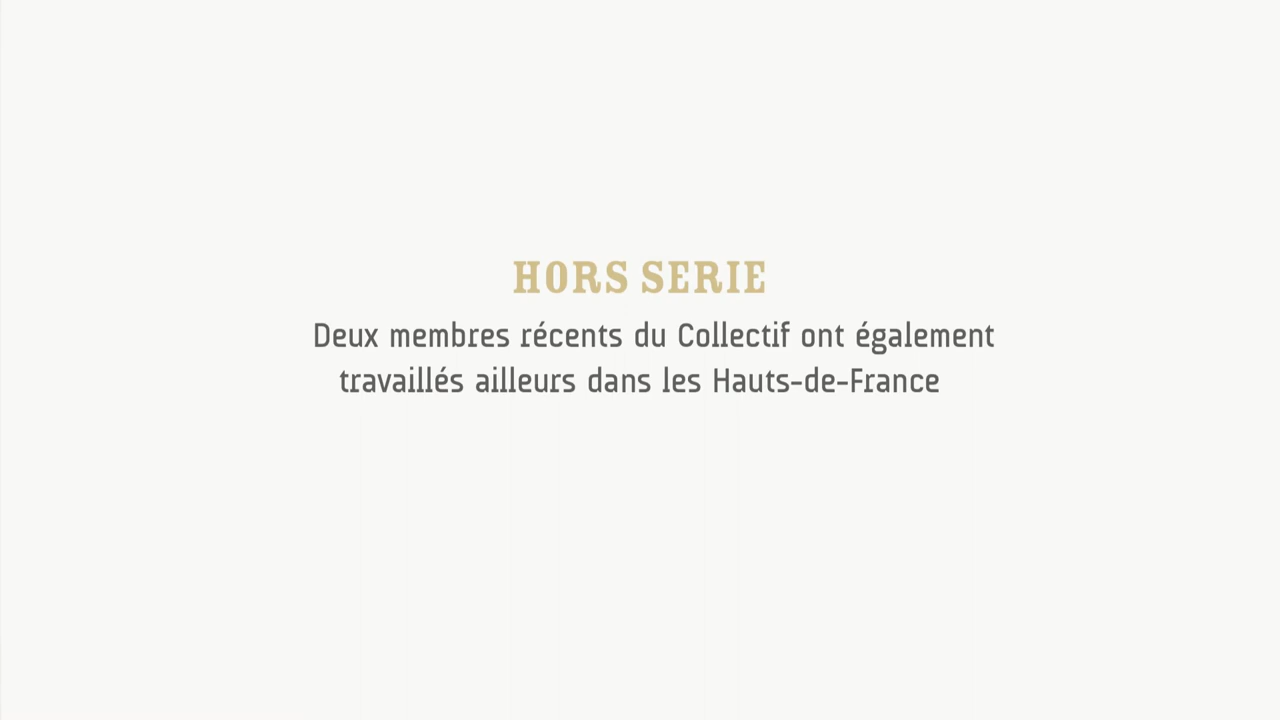 HORS SERIE
Deux membres récents du Collectif ont également
travaillés ailleurs dans les Hauts-de-France